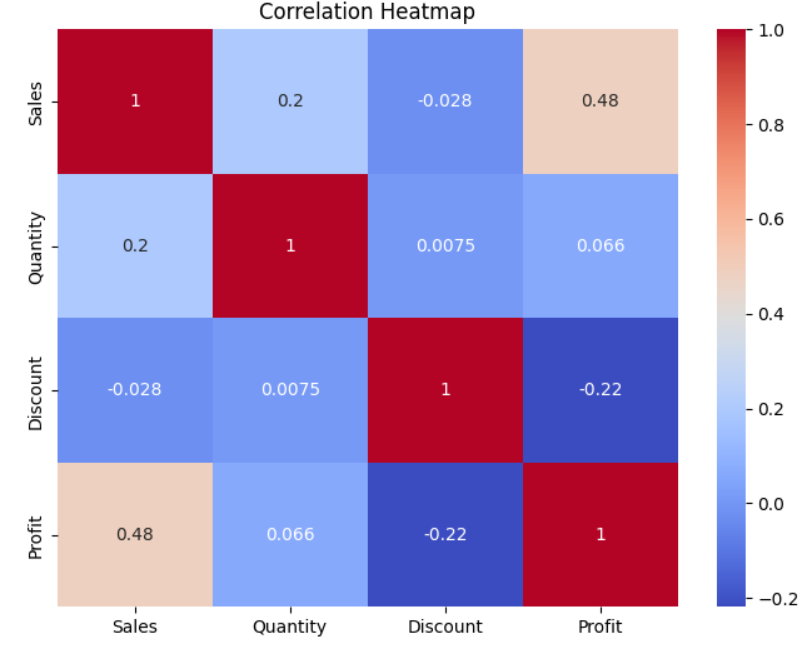 Correlation Heatmap
Sales 1 0.2 -0.028 0.48
Quantity 0.2 1 0.0075 0.066
Discount -0.028 0.0075 1 -0.22
Profit 0.48 0.066 -0.22 1
Sales Quantity Discount Profit
1.0
0.8
0.6
0.4
0.2
0.0
−0.2